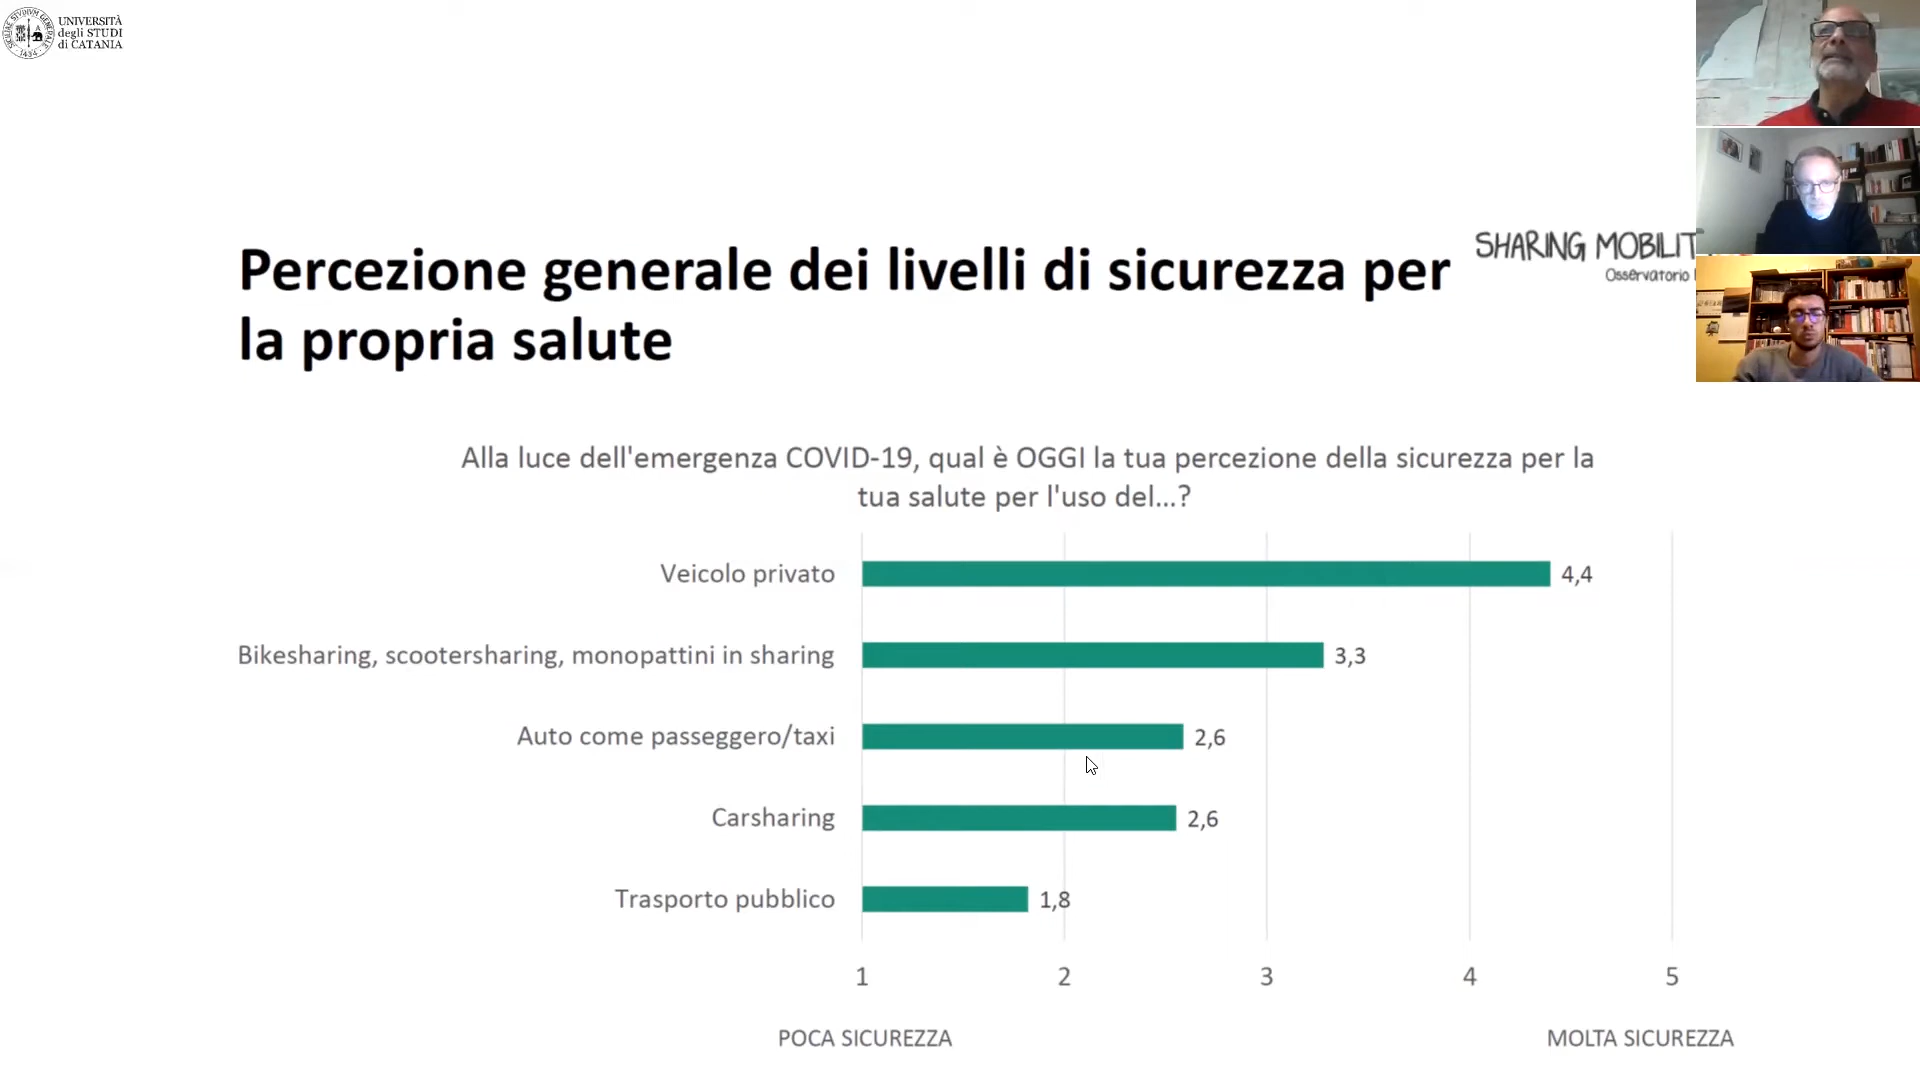 UNIVERSITÀ
degli STUDI
di CATANIA
SHARING MOBILIT
Osservatorio
Percezione generale dei livelli di sicurezza per
la propria salute
Alla luce dell'emergenza COVID-19, qual è OGGI la tua percezione della sicurezza per la
tua salute per l'uso del...?
Veicolo privato 4,4
Bikesharing, scootersharing, monopattini in sharing 3,3
Auto come passeggero/taxi 2,6
Carsharing 2,6
Trasporto pubblico 1,8
1 2 3 4 5
POCA SICUREZZA MOLTA SICUREZZA